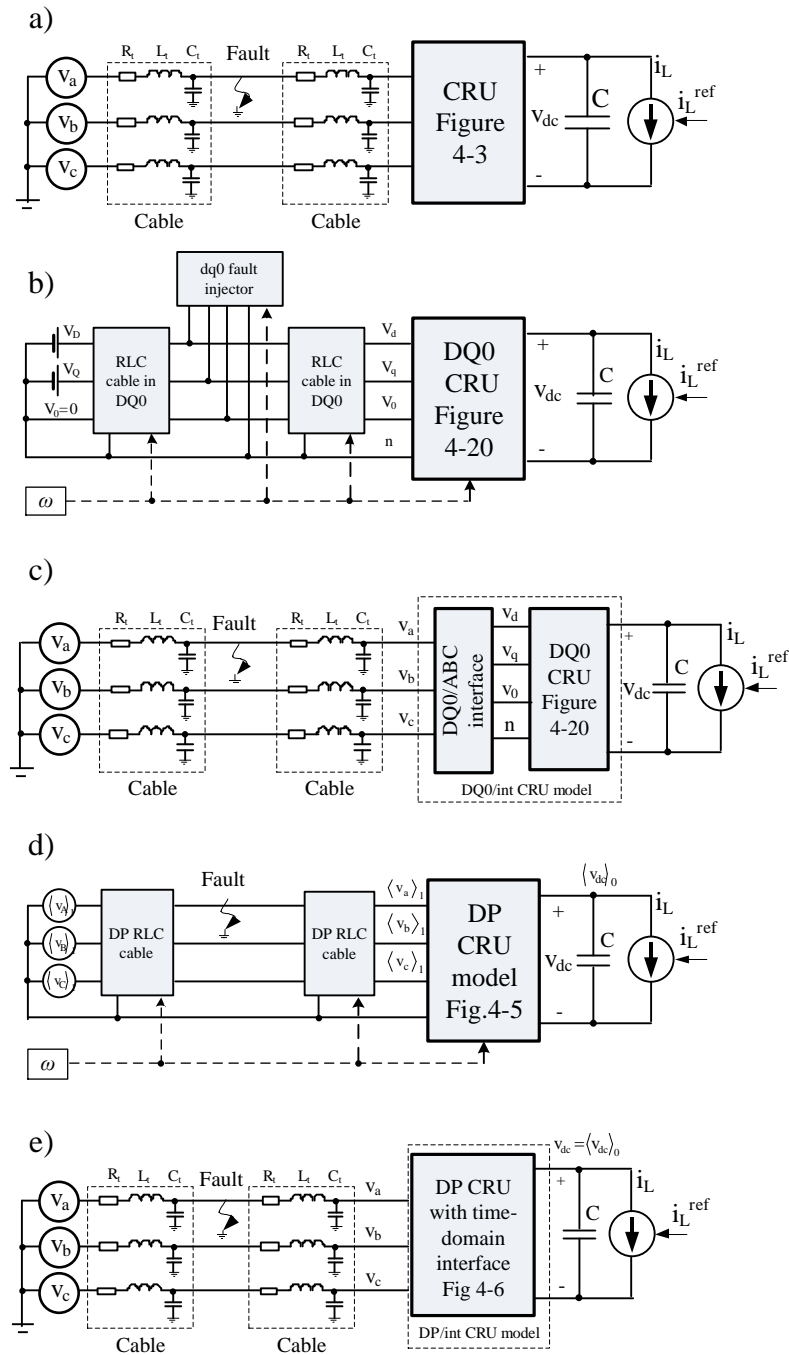 a)
Rt Lt Ct Fault Rt Lt Ct
va
vb
vc
Cable Cable
CRU
Figure
4-3
+
vdc
-
C
iL
iL^ref
b)
dq0 fault
injector
VD
VQ
V0=0
RLC
cable in
DQ0
RLC
cable in
DQ0
Vd
Vq
V0
n
DQ0
CRU
Figure
4-20
+
vdc
-
C
iL
iL^ref
ω
c)
Rt Lt Ct Fault Rt Lt Ct
va
vb
vc
Cable Cable
va
vb
vc
DQ0/ABC
interface
vd
vq
v0
n
DQ0
CRU
Figure
4-20
DQ0/int CRU model
+
vdc
-
C
iL
iL^ref
d)
Fault
⟨vA⟩1
⟨vB⟩1
⟨vC⟩1
DP RLC
cable
DP RLC
cable
⟨va⟩1
⟨vb⟩1
⟨vc⟩1
DP
CRU
model
Fig.4-5
⟨vdc⟩0
+
vdc
-
C
iL
iL^ref
ω
e)
Rt Lt Ct Fault Rt Lt Ct
va
vb
vc
Cable Cable
va
vb
vc
DP CRU
with time-
domain
interface
Fig 4-6
DP/int CRU model
vdc=⟨vdc⟩0
+
-
C
iL
iL^ref